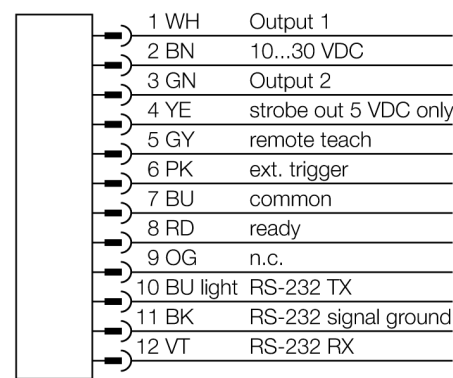 1 WH Output 1
2 BN 10...30 VDC
3 GN Output 2
4 YE strobe out 5 VDC only
5 GY remote teach
6 PK ext. trigger
7 BU common
8 RD ready
9 OG n.c.
10 BU light RS-232 TX
11 BK RS-232 signal ground
12 VT RS-232 RX